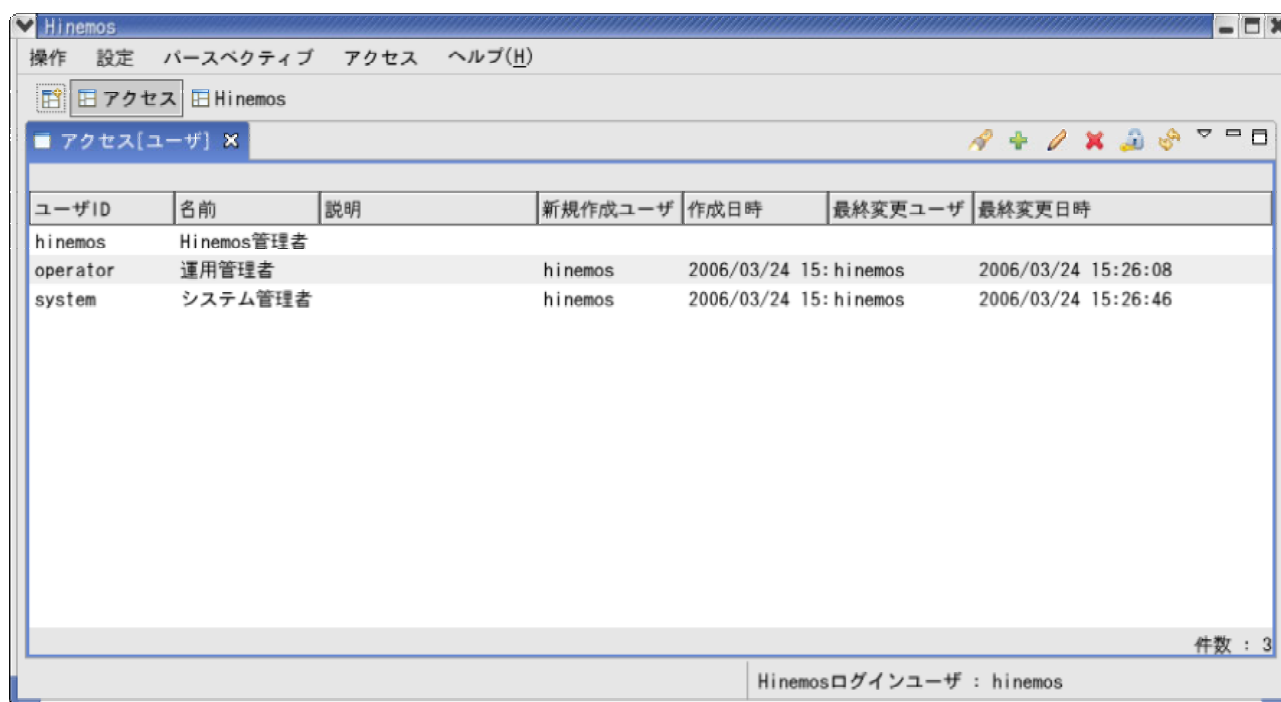 Hinemos
操作 設定 パースペクティブ アクセス ヘルプ(H)
アクセス Hinemos
アクセス[ユーザ]
ユーザID 名前 説明 新規作成ユーザ 作成日時 最終変更ユーザ 最終変更日時
hinemos Hinemos管理者
operator 運用管理者 hinemos 2006/03/24 15: hinemos 2006/03/24 15:26:08
system システム管理者 hinemos 2006/03/24 15: hinemos 2006/03/24 15:26:46
件数 : 3
Hinemosログインユーザ : hinemos